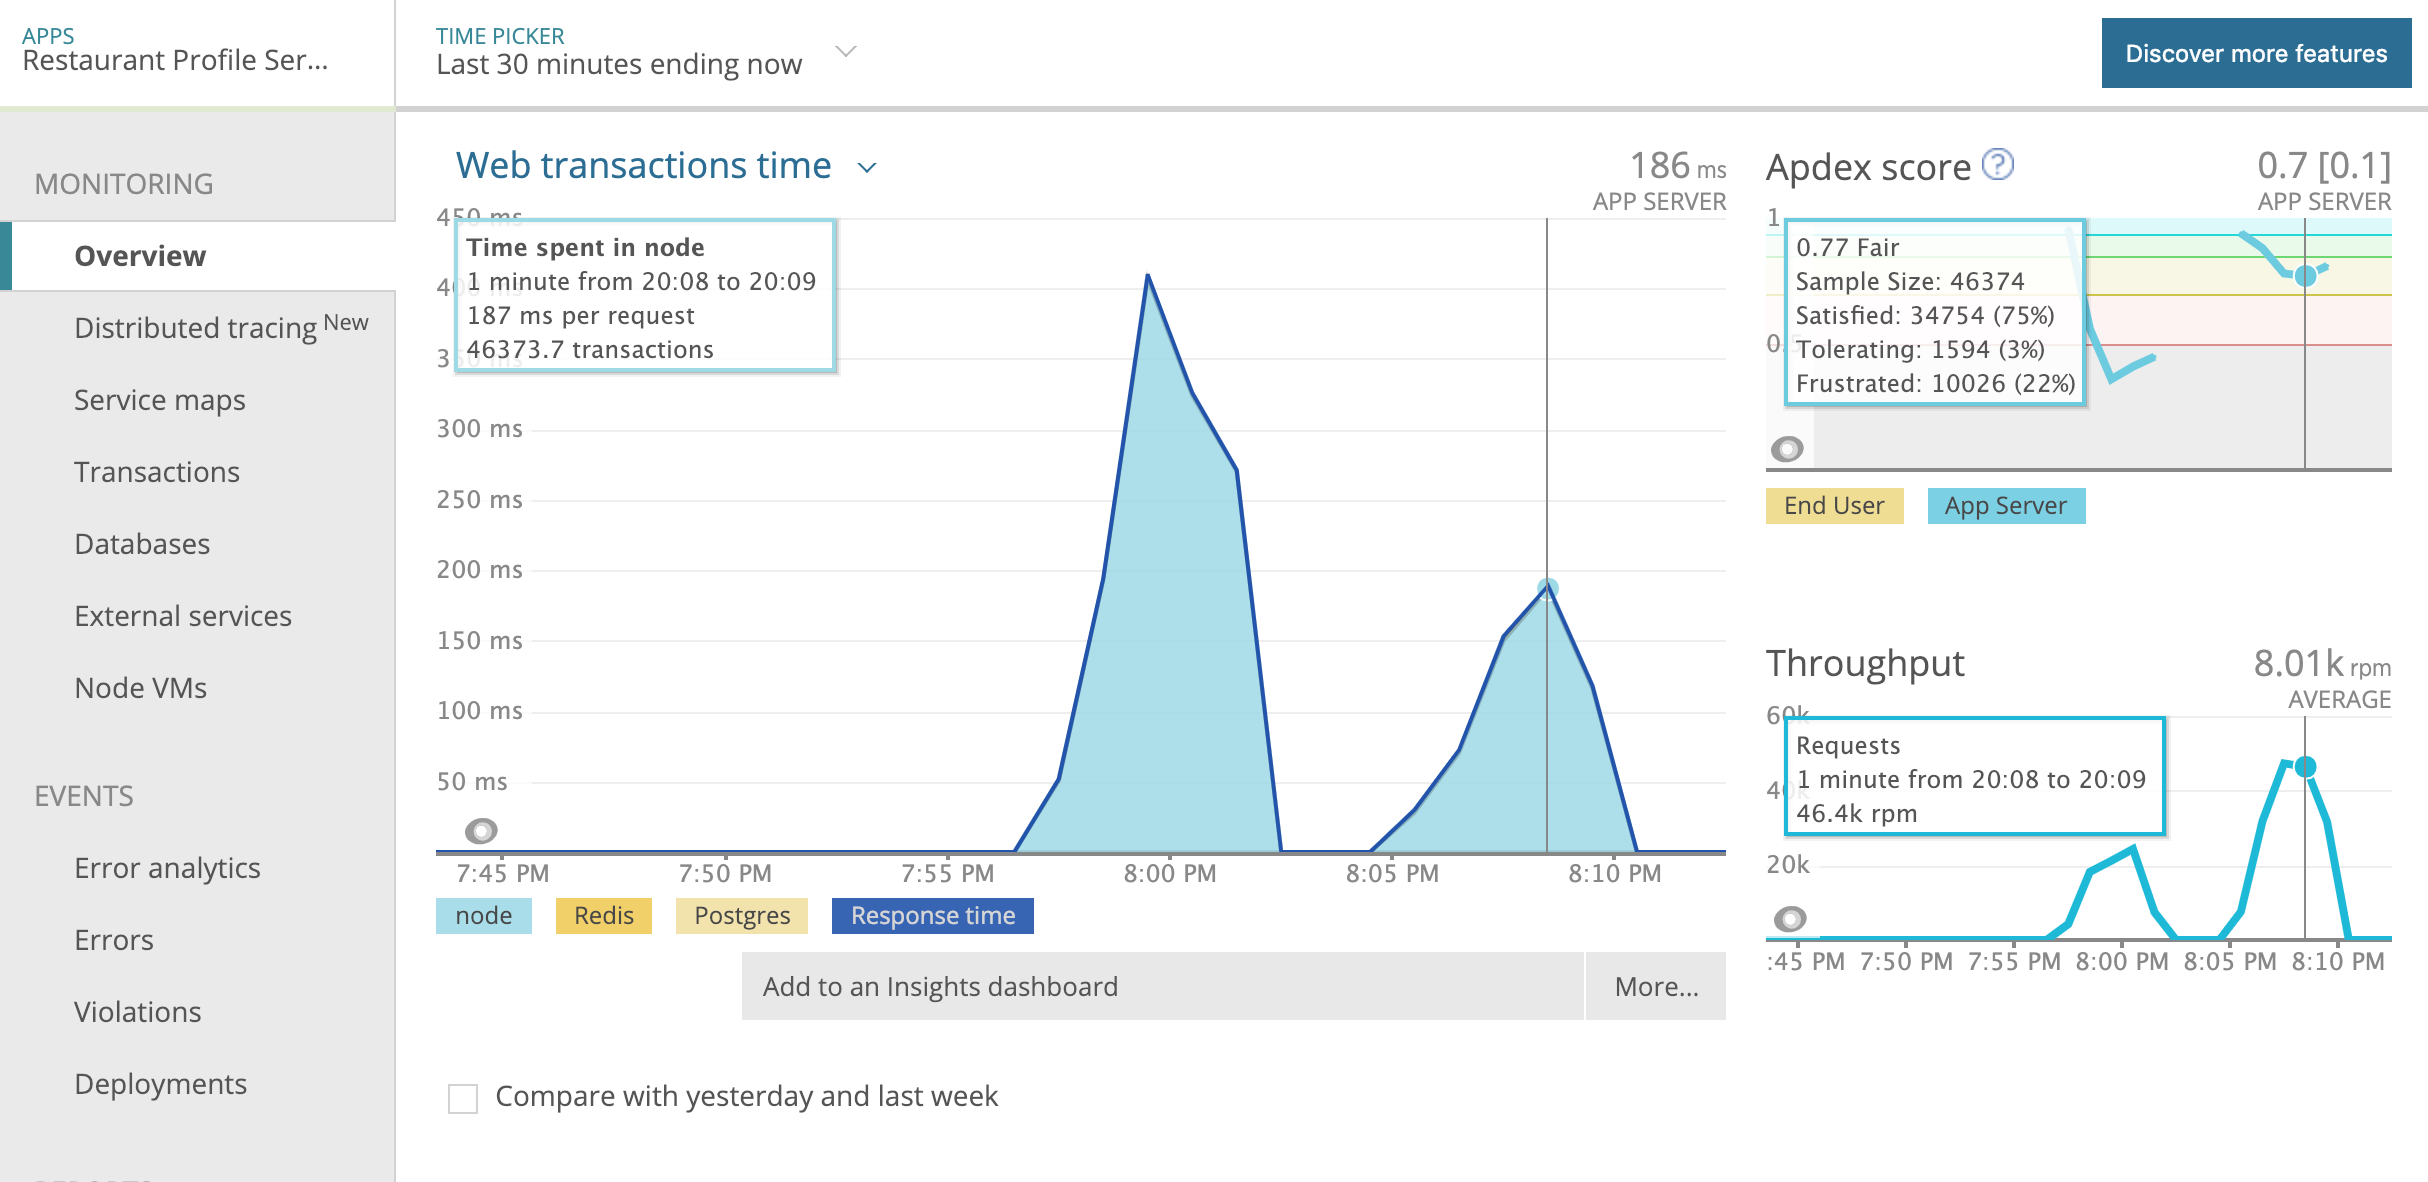 APPS
Restaurant Profile Ser...
TIME PICKER
Last 30 minutes ending now
Discover more features
MONITORING
Overview
Distributed tracing New
Service maps
Transactions
Databases
External services
Node VMs
EVENTS
Error analytics
Errors
Violations
Deployments
Web transactions time
186 ms
APP SERVER
450 ms
Time spent in node
1 minute from 20:08 to 20:09
187 ms per request
46373.7 transactions
300 ms
250 ms
200 ms
150 ms
100 ms
50 ms
7:45 PM 7:50 PM 7:55 PM 8:00 PM 8:05 PM 8:10 PM
node Redis Postgres Response time
Add to an Insights dashboard More...
Compare with yesterday and last week
Apdex score ?
0.7 [0.1]
APP SERVER
1
0.77 Fair
Sample Size: 46374
Satisfied: 34754 (75%)
Tolerating: 1594 (3%)
Frustrated: 10026 (22%)
End User App Server
Throughput
8.01k rpm
AVERAGE
60k
Requests
1 minute from 20:08 to 20:09
46.4k rpm
20k
:45 PM 7:50 PM 7:55 PM 8:00 PM 8:05 PM 8:10 PM